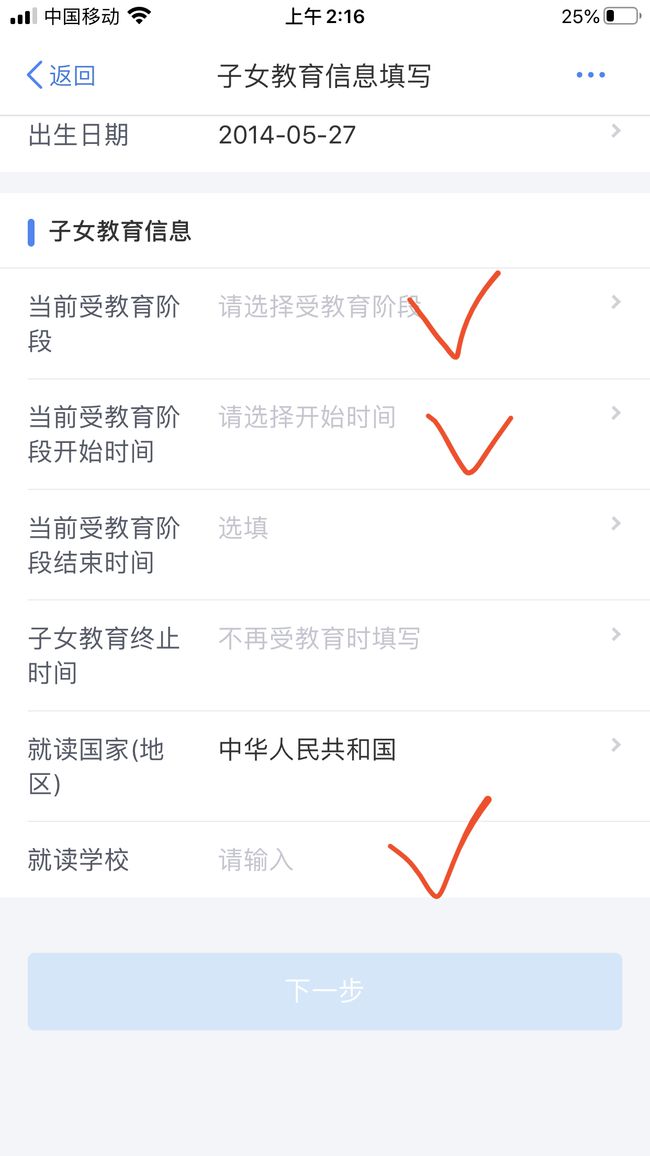 中国移动 上午 2:16 25%
返回 子女教育信息填写
出生日期 2014-05-27
子女教育信息
当前受教育阶 请选择受教育阶段
段
当前受教育阶 请选择开始时间
段开始时间
当前受教育阶 选填
段结束时间
子女教育终止 不再受教育时填写
时间
就读国家(地 中华人民共和国
区)
就读学校 请输入
下一步